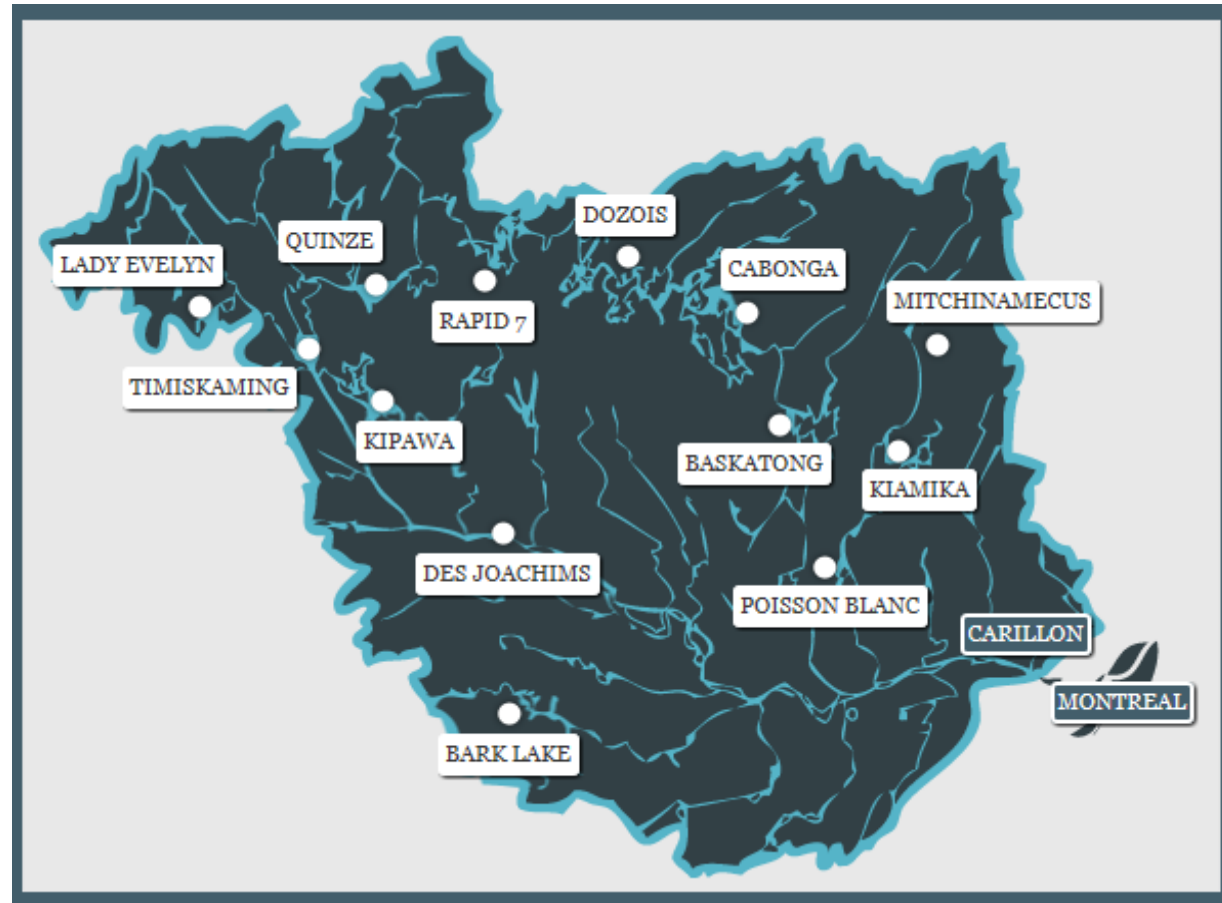 DOZOIS
QUINZE
LADY EVELYN
CABONGA
MITCHINAMECUS
RAPID 7
TIMISKAMING
KIPAWA
BASKATONG
KIAMIKA
DES JOACHIMS
POISSON BLANC
CARILLON
MONTREAL
BARK LAKE